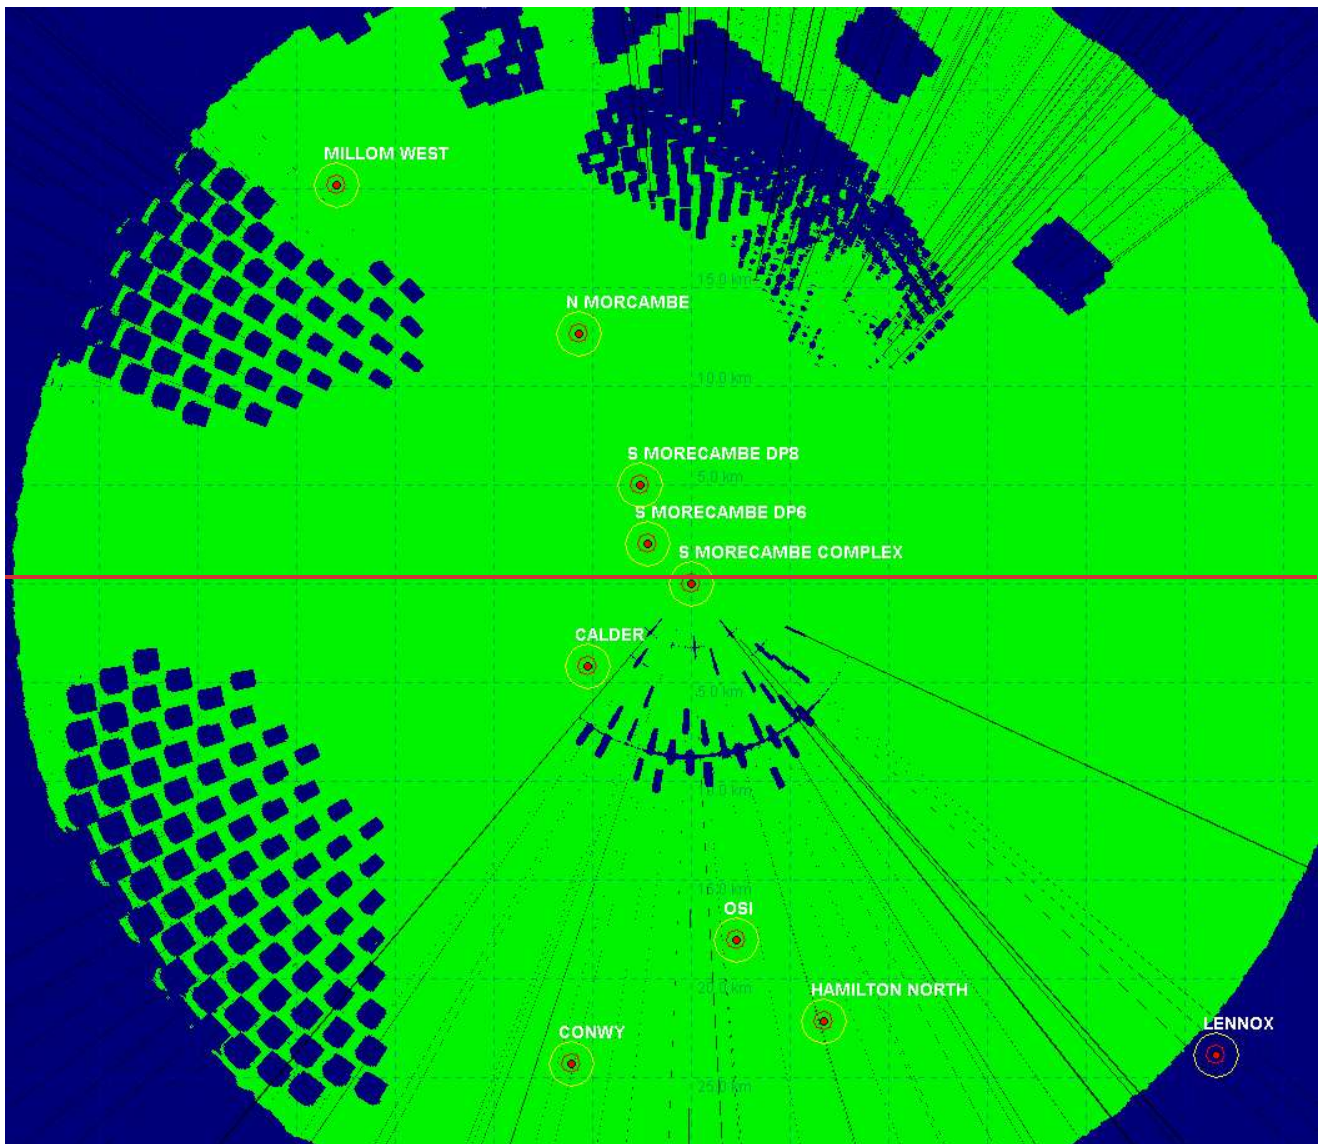 MILLOM WEST
15.0 km
N MORCAMBE
10.0 km
S MORECAMBE DP8
5.0 km
S MORECAMBE DP6
S MORECAMBE COMPLEX
CALDER
5.0 km
10.0 km
15.0 km
OSI
20.0 km
HAMILTON NORTH
CONWY
LENNOX
25.0 km